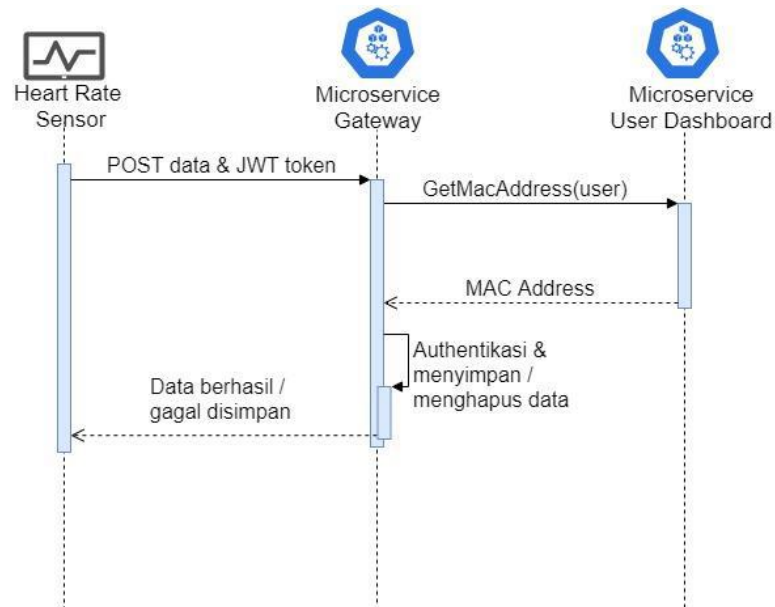 Heart Rate
Sensor
Microservice
Gateway
Microservice
User Dashboard
POST data & JWT token
GetMacAddress(user)
MAC Address
Authentikasi &
menyimpan /
menghapus data
Data berhasil /
gagal disimpan